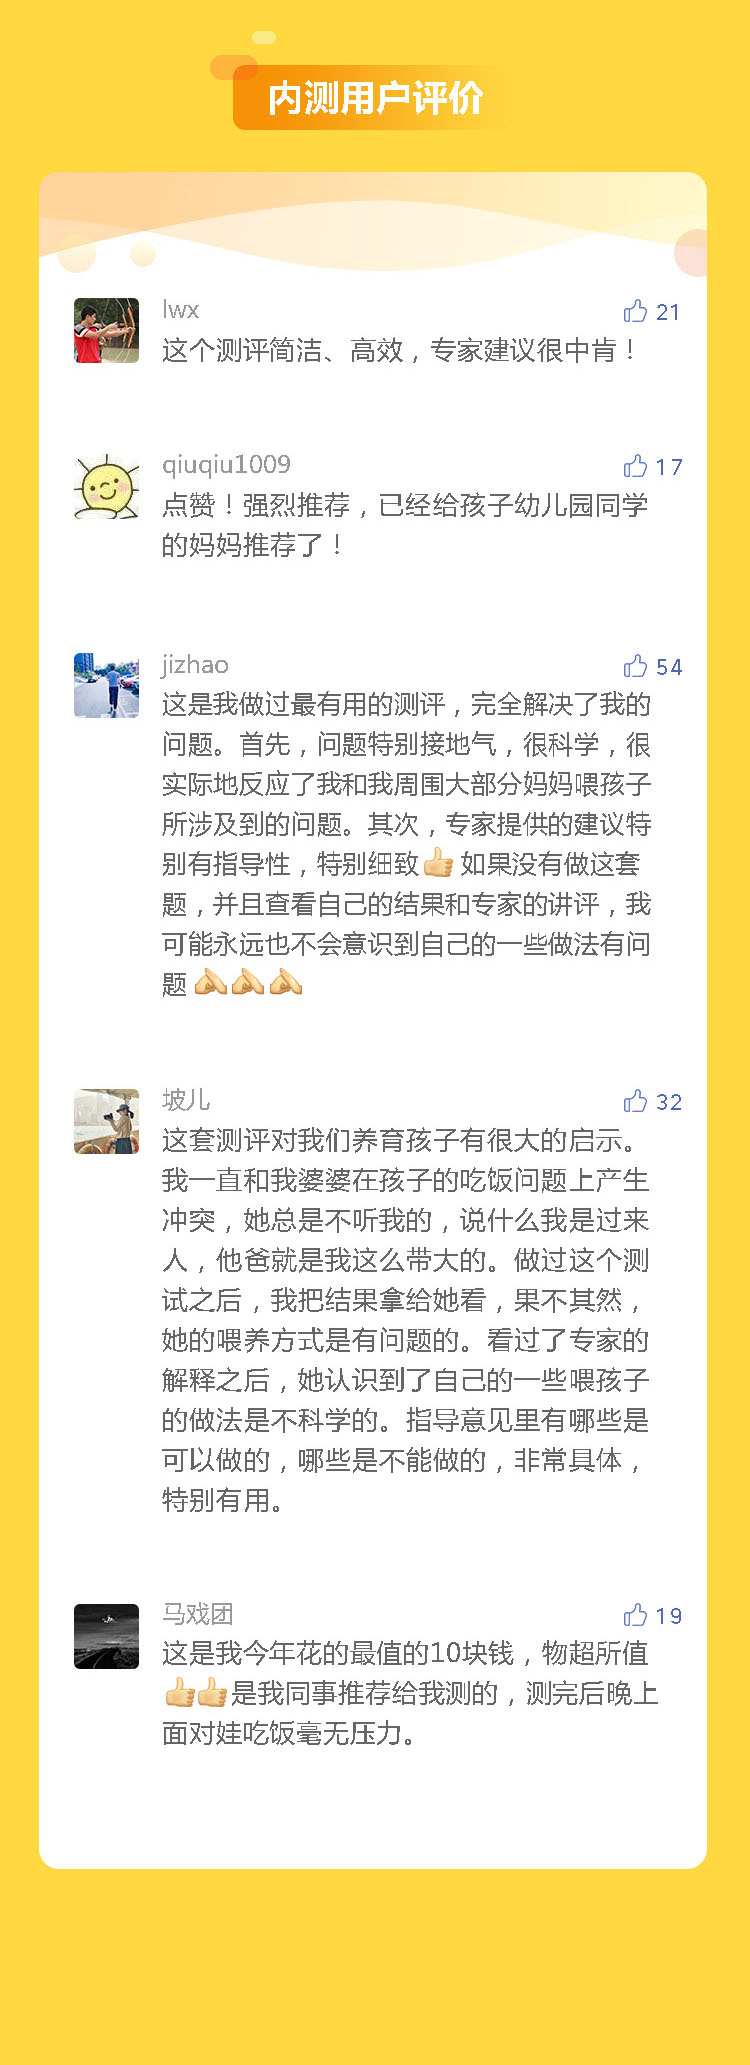 内测用户评价
lwx
21
这个测评简洁、高效，专家建议很中肯！
qiuqiu1009
17
点赞！强烈推荐，已经给孩子幼儿园同学
的妈妈推荐了！
jizhao
54
这是我做过最有用的测评，完全解决了我的
问题。首先，问题特别接地气，很科学，很
实际地反应了我和我周围大部分妈妈喂孩子
所涉及到的问题。其次，专家提供的建议特
别有指导性，特别细致👍如果没有做这套
题，并且查看自己的结果和专家的讲评，我
可能永远也不会意识到自己的一些做法有问
题
坡儿
32
这套测评对我们养育孩子有很大的启示。
我一直和我婆婆在孩子的吃饭问题上产生
冲突，她总是不听我的，说什么我是过来
人，他爸就是我这么带大的。做过这个测
试之后，我把结果拿给她看，果不其然，
她的喂养方式是有问题的。看过了专家的
解释之后，她认识到了自己的一些喂孩子
的做法是不科学的。指导意见里有哪些是
可以做的，哪些是不能做的，非常具体，
特别有用。
马戏团
19
这是我今年花的最值的10块钱，物超所值
👍👍是我同事推荐给我测的，测完后晚上
面对娃吃饭毫无压力。